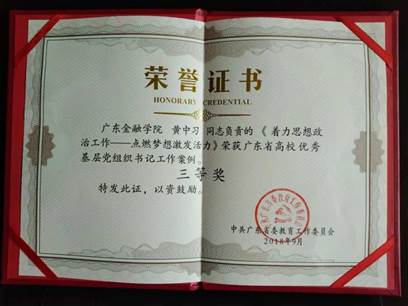 荣誉证书
HONORARY CREDENTIAL
广东金融学院 黄中习 同志负责的《着力思想政
治工作——点燃梦想激发活力》荣获广东省高校优秀
基层党组织书记工作案例。
三等奖
特发此证，以资鼓励。
中共广东省委教育工作委员会
2018年9月